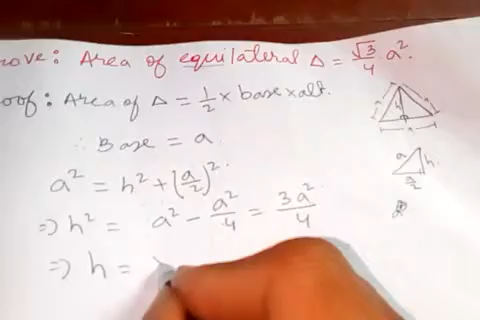 rove: Area of equilateral Δ = √3/4 a².
oof: Area of Δ = 1/2 × base × alt.
∴ Base = a
a² = h² + (a/2)²
⇒ h² = a² − a²/4 = 3a²/4
⇒ h =
h
a
a h
a/2